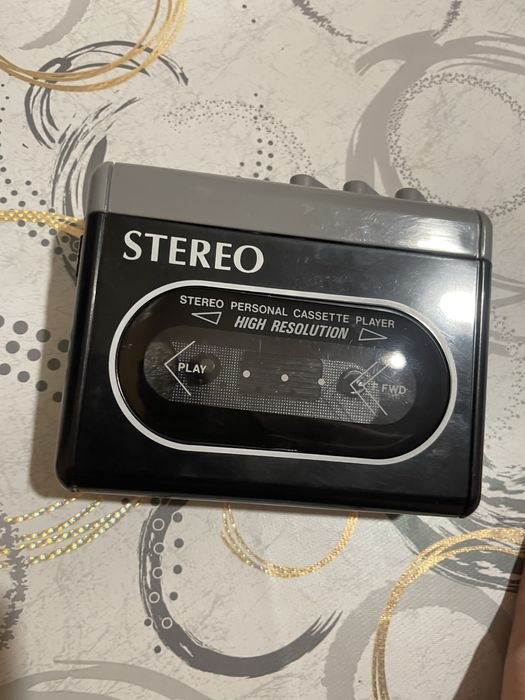 STEREO
STEREO PERSONAL CASSETTE PLAYER
HIGH RESOLUTION
PLAY
F.FWD